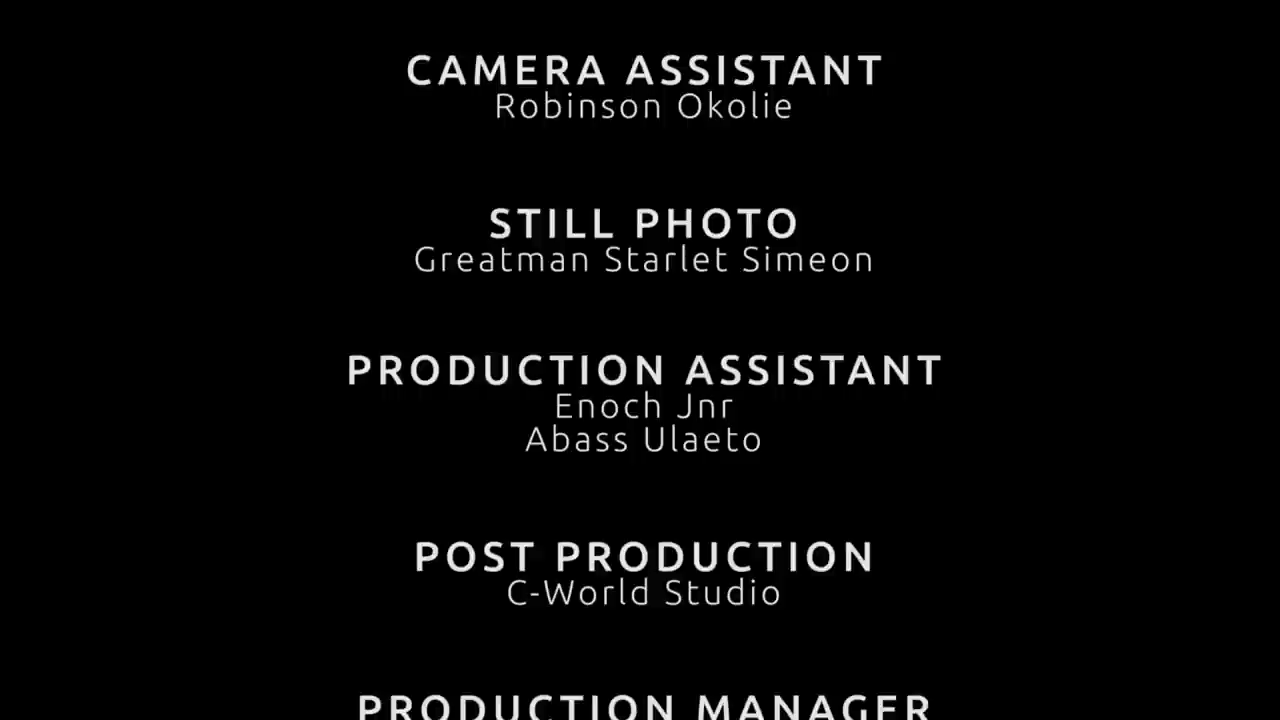 CAMERA ASSISTANT
Robinson Okolie
STILL PHOTO
Greatman Starlet Simeon
PRODUCTION ASSISTANT
Enoch Jnr
Abass Ulaeto
POST PRODUCTION
C-World Studio
PRODUCTION MANAGER